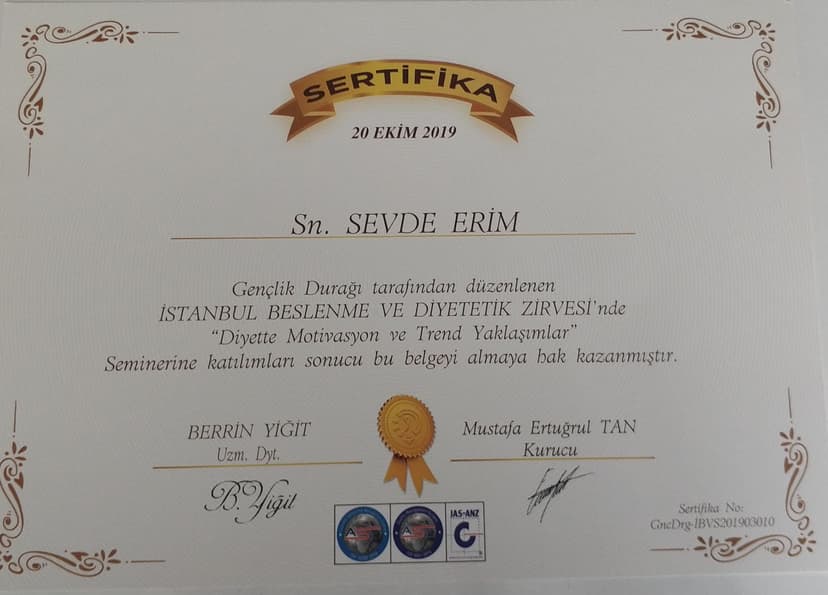 SERTİFİKA
20 EKİM 2019
Sn. SEVDE ERİM
Gençlik Durağı tarafından düzenlenen
İSTANBUL BESLENME VE DİYETETİK ZİRVESİ'nde
"Diyette Motivasyon ve Trend Yaklaşımlar"
Seminerine katılımları sonucu bu belgeyi almaya hak kazanmıştır.
BERRİN YİĞİT
Uzm. Dyt.
B. Yiğit
Mustafa Ertuğrul TAN
Kurucu
JAS-ANZ
Sertifika No:
GncDrg-IBVS201903010